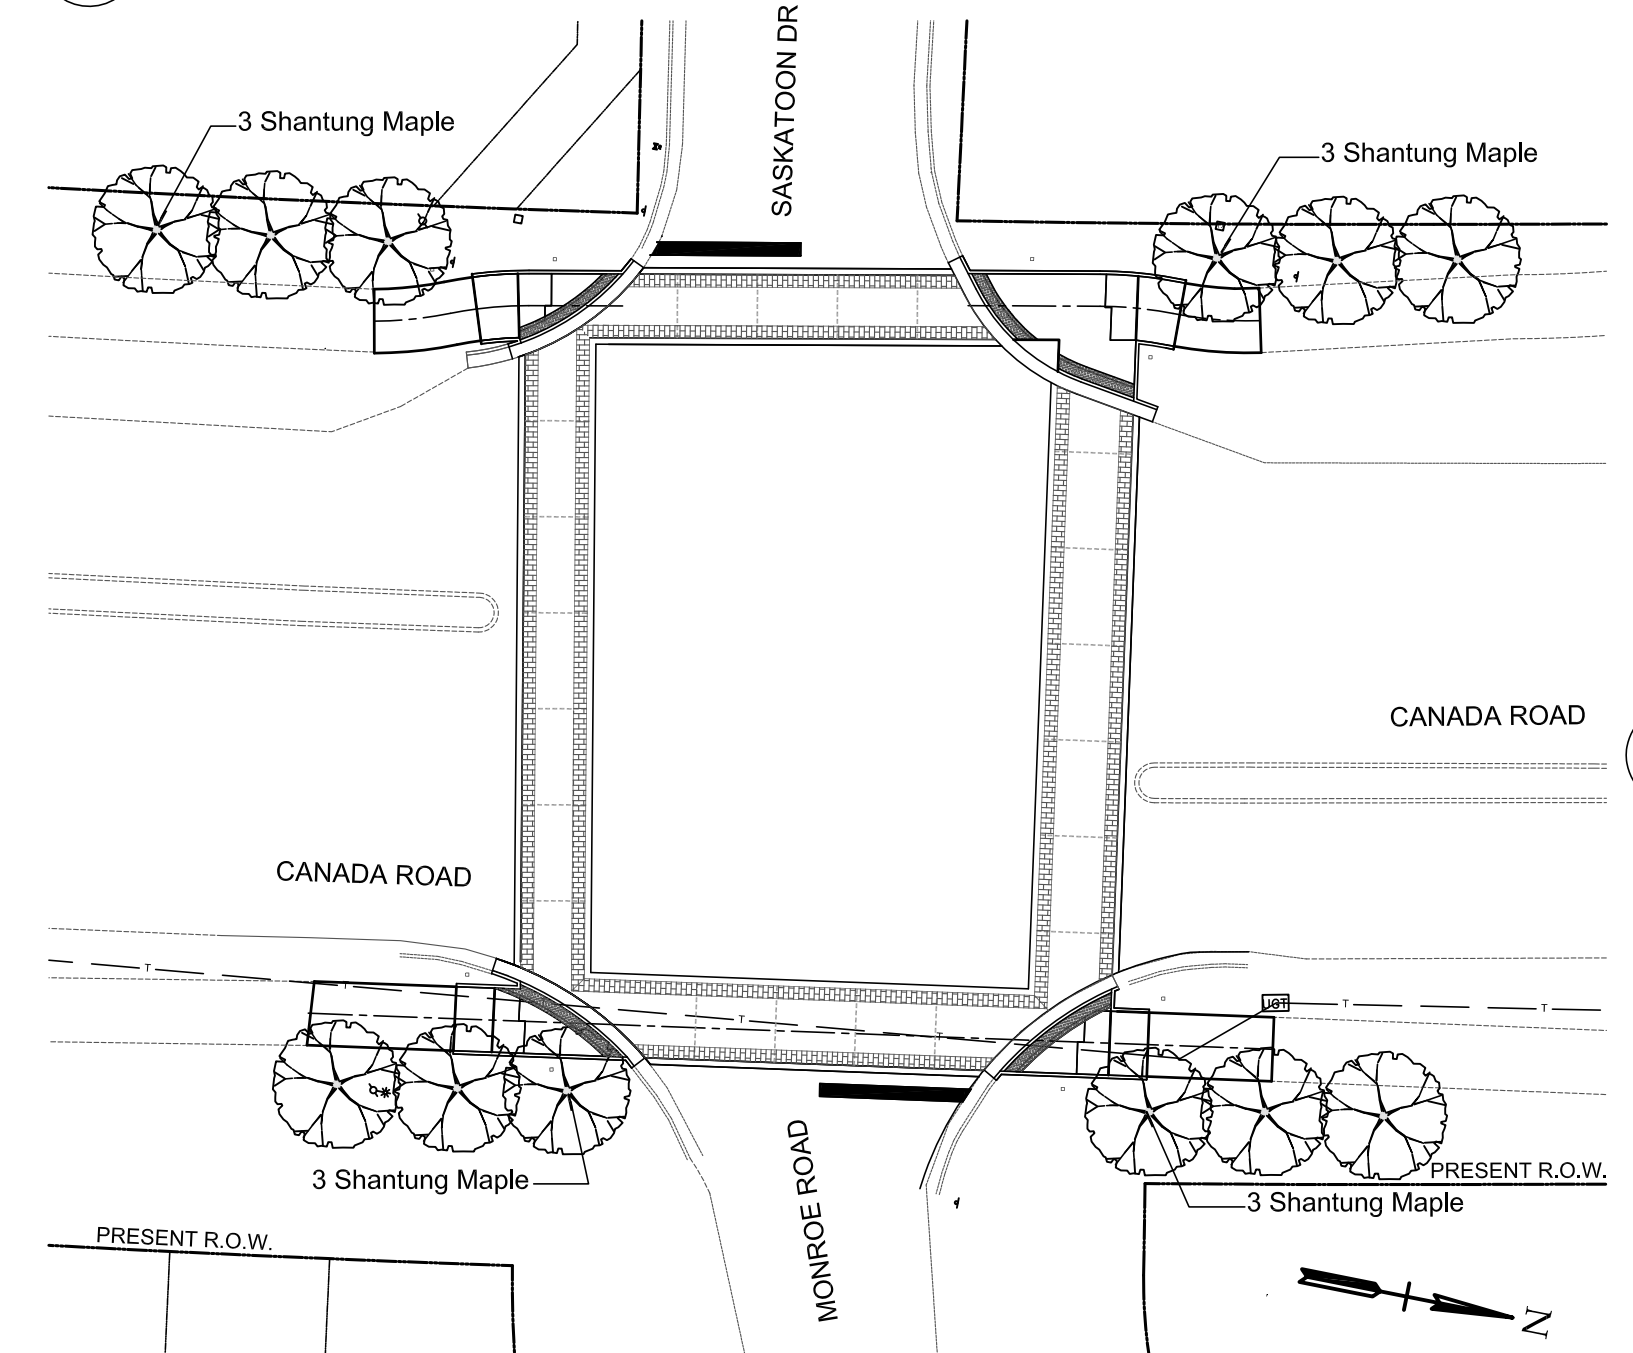 SASKATOON DR
3 Shantung Maple
3 Shantung Maple
CANADA ROAD
CANADA ROAD
T
T
T
T
UGT
T
T
3 Shantung Maple
MONROE ROAD
PRESENT R.O.W.
3 Shantung Maple
PRESENT R.O.W.
N